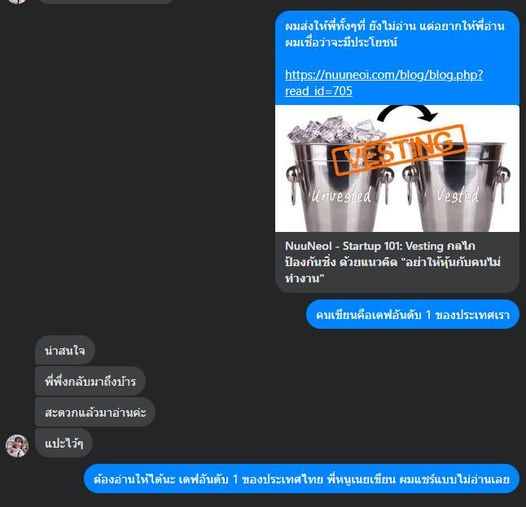 ผมส่งให้พี่ทั้งๆที่ ยังไม่อ่าน แต่อยากให้พี่อ่าน
ผมเชื่อว่าจะมีประโยชน์
https://nuuneoi.com/blog/blog.php?
read_id=705
VESTING
Unvested
Vested
NuuNeoI - Startup 101: Vesting กลไก
ป้องกันชิ่ง ด้วยแนวคิด "อย่าให้หุ้นกับคนไม่
ทำงาน"
คนเขียนคือเดฟอันดับ 1 ของประเทศเรา
น่าสนใจ
พี่พึ่งกลับมาถึงบ้าร
สะดวกแล้วมาอ่านค่ะ
แปะไว้ๆ
ต้องอ่านให้ได้นะ เดฟอันดับ 1 ของประเทศไทย พี่หนูเนยเขียน ผมแชร์แบบไม่อ่านเลย